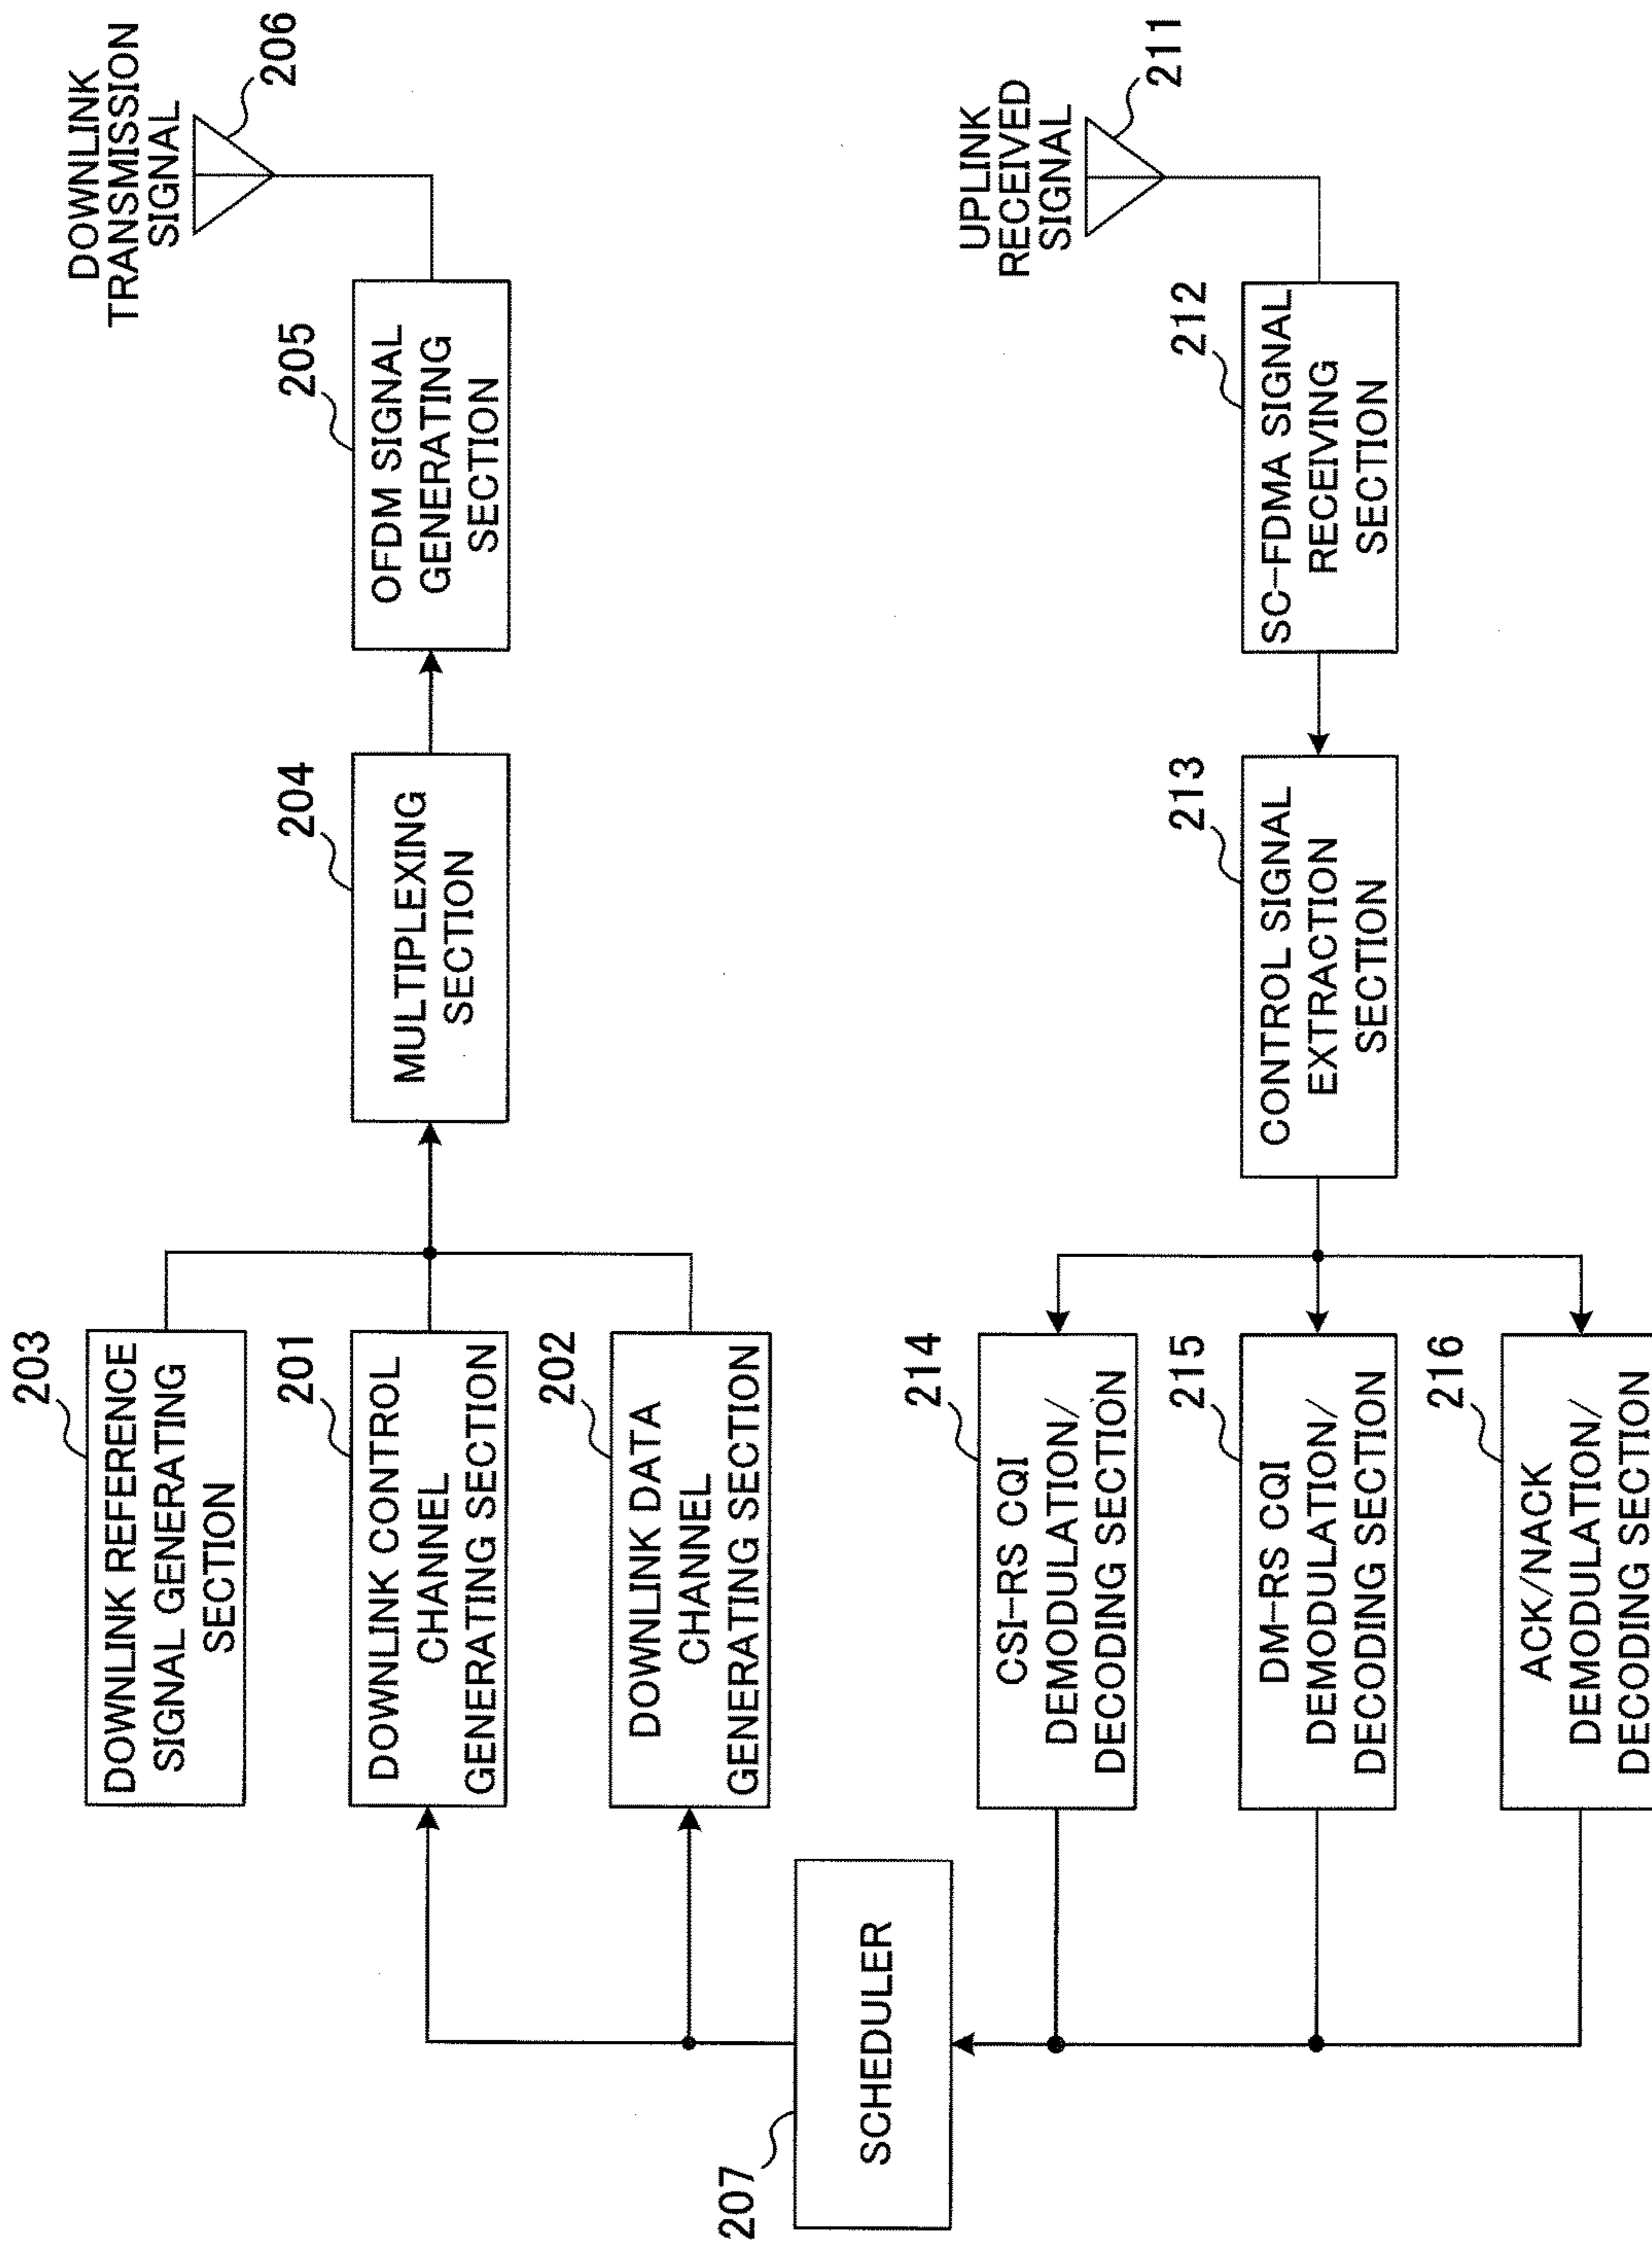 203
DOWNLINK REFERENCE
SIGNAL GENERATING
SECTION
201
DOWNLINK CONTROL
CHANNEL
GENERATING SECTION
202
DOWNLINK DATA
CHANNEL
GENERATING SECTION
204
MULTIPLEXING
SECTION
205
OFDM SIGNAL
GENERATING
SECTION
DOWNLINK
TRANSMISSION
SIGNAL
206
207
SCHEDULER
214
CSI-RS CQI
DEMODULATION/
DECODING SECTION
215
DM-RS CQI
DEMODULATION/
DECODING SECTION
216
ACK/NACK
DEMODULATION/
DECODING SECTION
213
CONTROL SIGNAL
EXTRACTION
SECTION
212
SC-FDMA SIGNAL
RECEIVING
SECTION
UPLINK
RECEIVED
SIGNAL
211